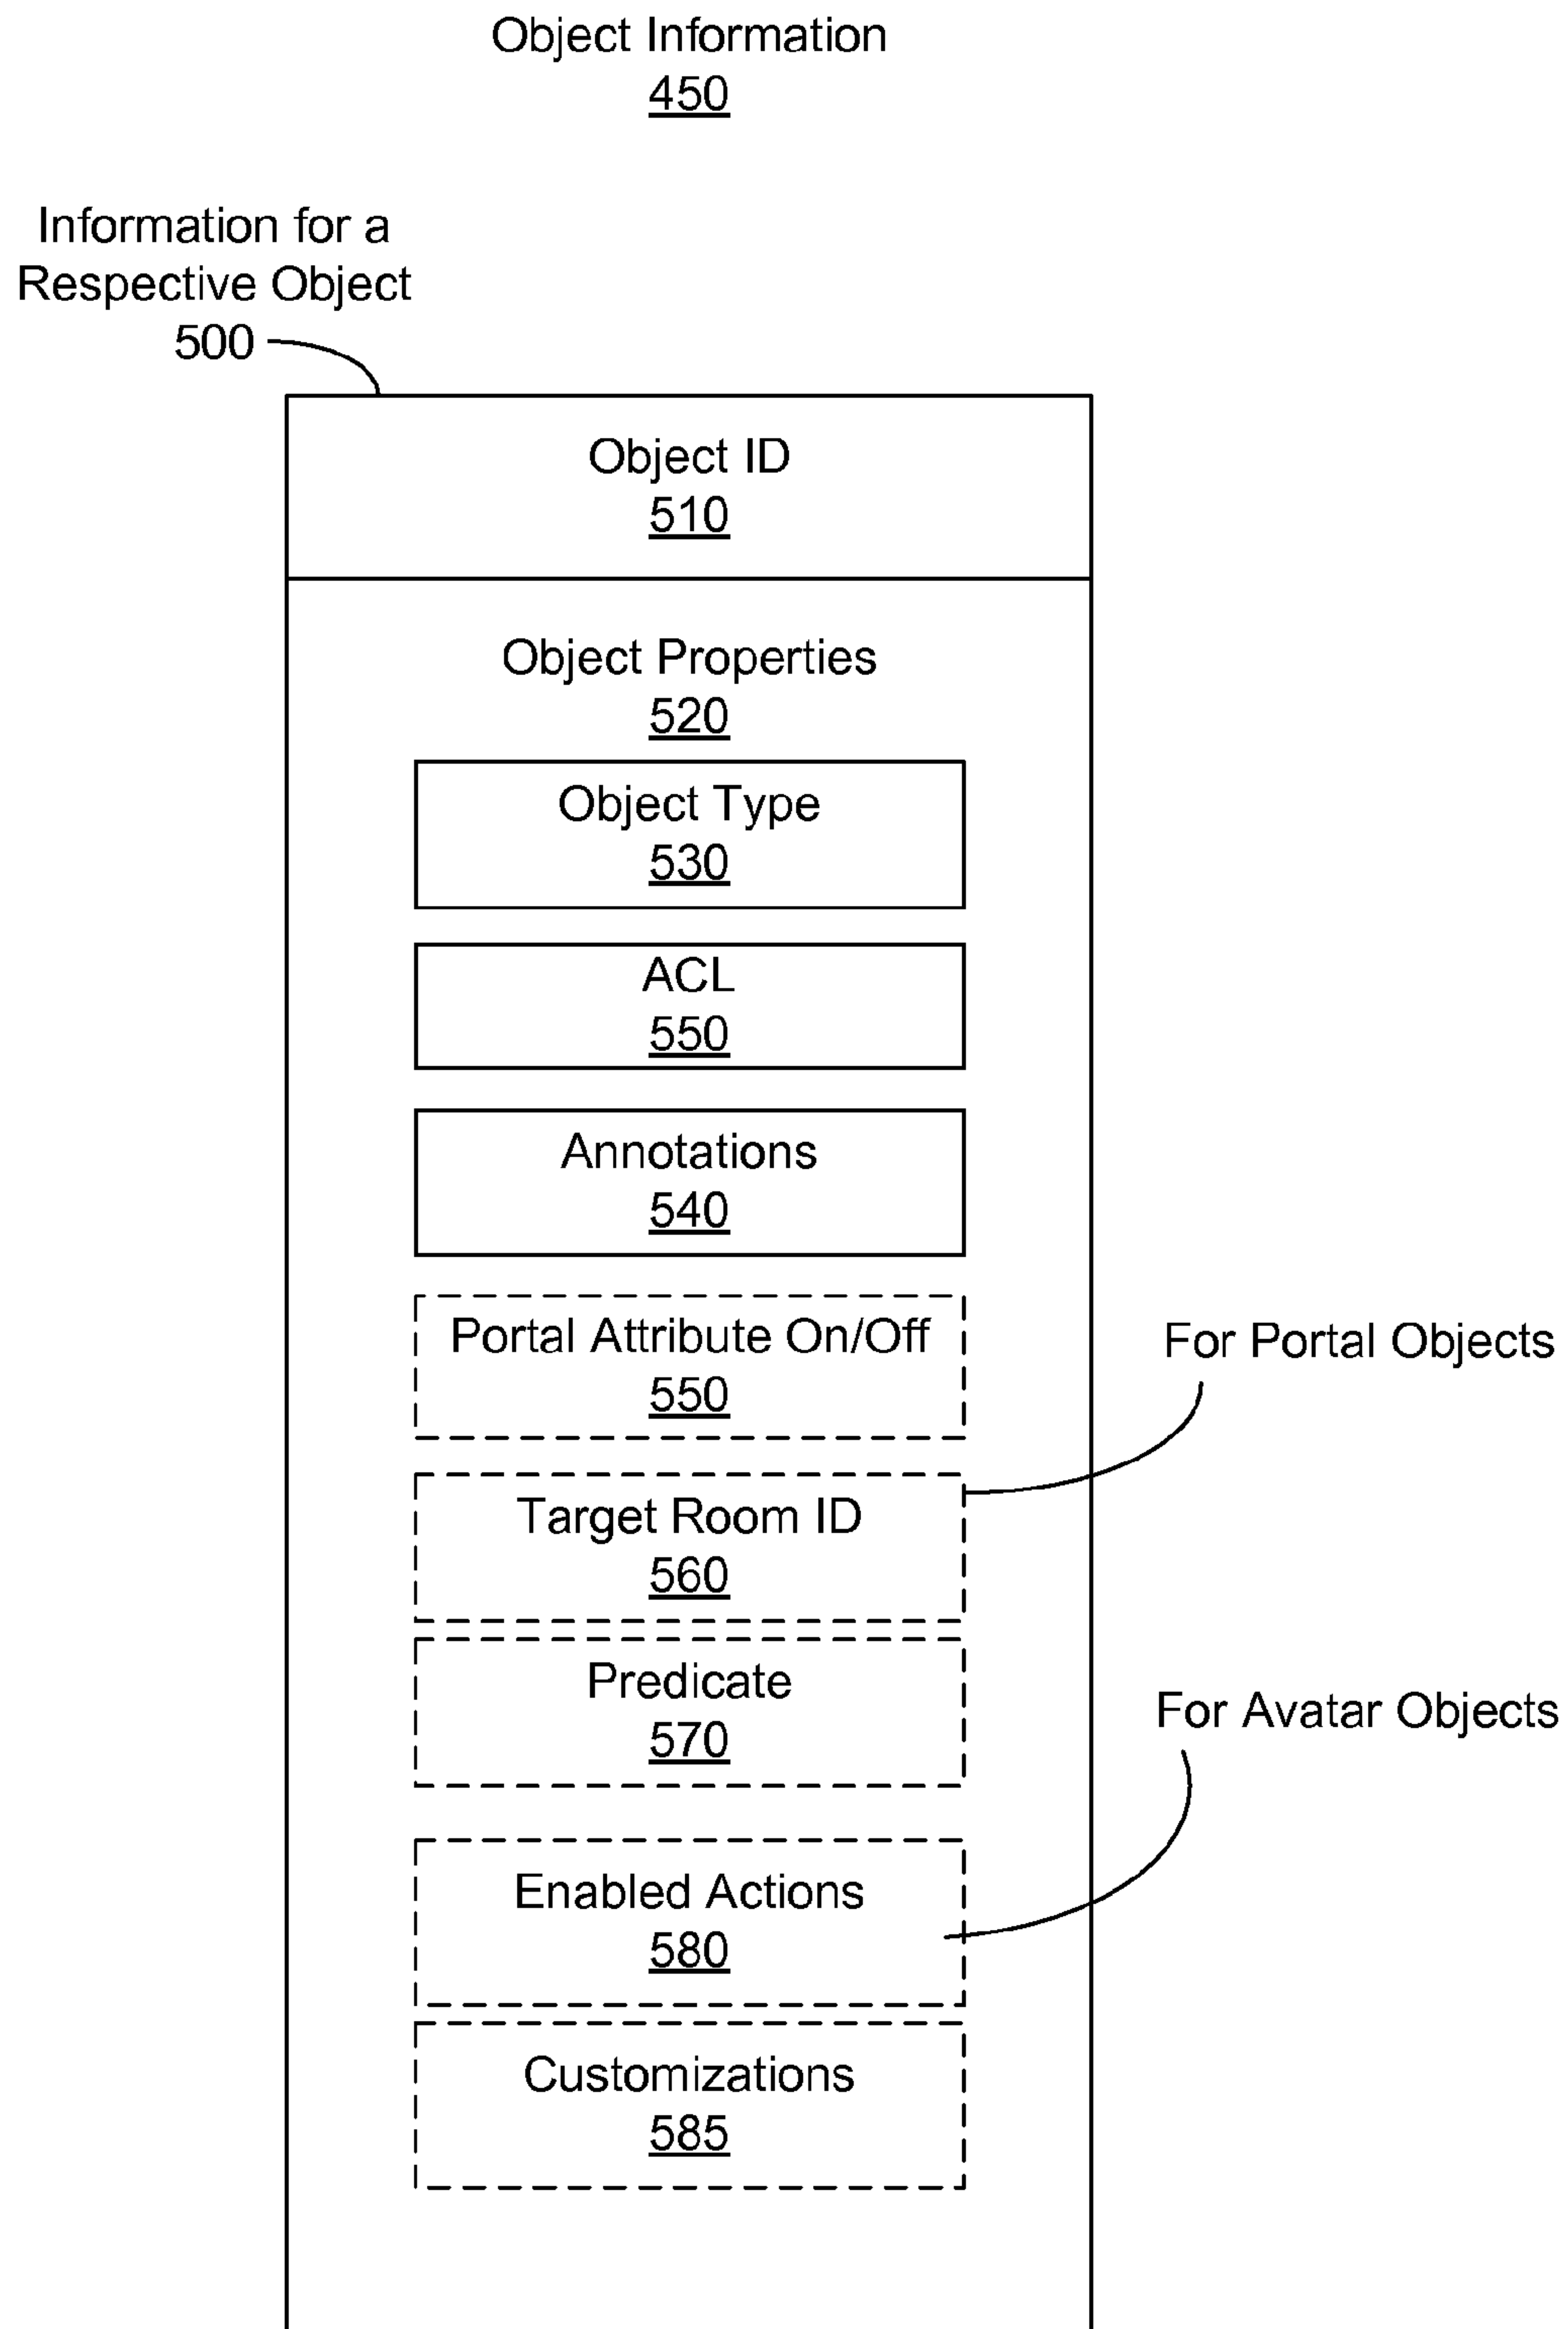 Object Information
450
Information for a
Respective Object
500
Object ID
510
Object Properties
520
Object Type
530
ACL
550
Annotations
540
Portal Attribute On/Off
550
For Portal Objects
Target Room ID
560
Predicate
570
For Avatar Objects
Enabled Actions
580
Customizations
585